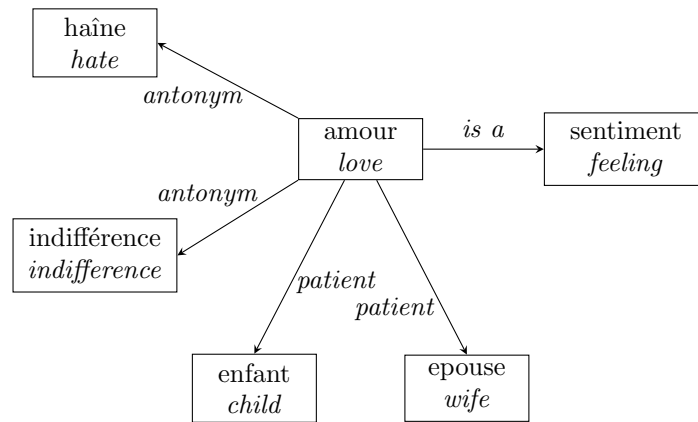 haîne
hate
antonym
amour
love
is a
sentiment
feeling
antonym
indifférence
indifference
patient
patient
enfant
child
epouse
wife